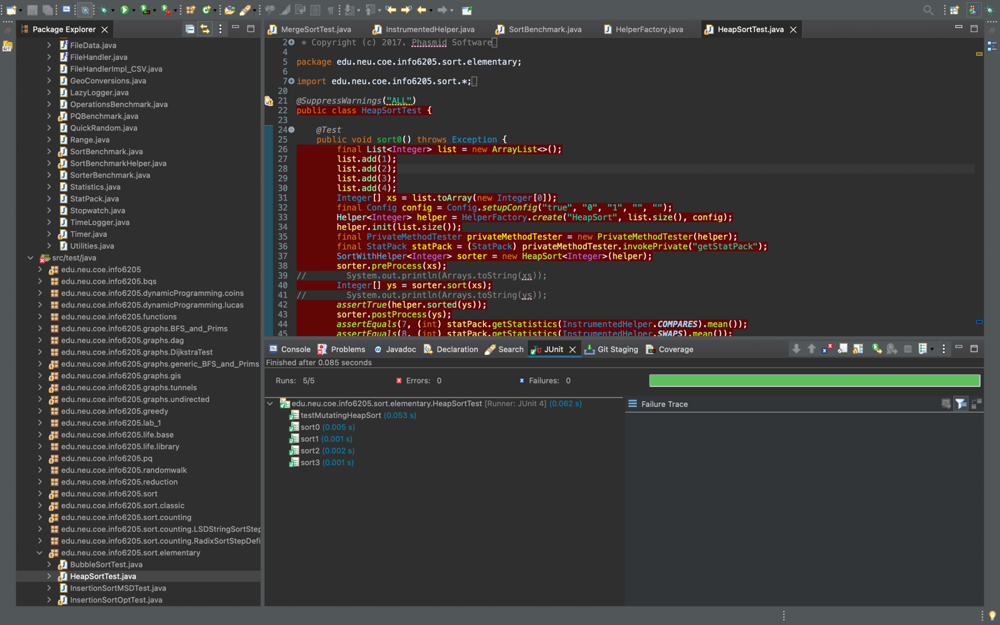 Package Explorer
FileData.java
FileHandler.java
FileHandlerImpl_CSV.java
GeoConversions.java
LazyLogger.java
OperationsBenchmark.java
PQBenchmark.java
QuickRandom.java
Range.java
SortBenchmark.java
SortBenchmarkHelper.java
SorterBenchmark.java
Statistics.java
StatPack.java
Stopwatch.java
TimeLogger.java
Timer.java
Utilities.java
src/test/java
edu.neu.coe.info6205
edu.neu.coe.info6205.bqs
edu.neu.coe.info6205.dynamicProgramming.coins
edu.neu.coe.info6205.dynamicProgramming.lucas
edu.neu.coe.info6205.functions
edu.neu.coe.info6205.graphs.BFS_and_Prims
edu.neu.coe.info6205.graphs.dag
edu.neu.coe.info6205.graphs.DijkstraTest
edu.neu.coe.info6205.graphs.generic_BFS_and_Prims
edu.neu.coe.info6205.graphs.gis
edu.neu.coe.info6205.graphs.tunnels
edu.neu.coe.info6205.graphs.undirected
edu.neu.coe.info6205.greedy
edu.neu.coe.info6205.lab_1
edu.neu.coe.info6205.life.base
edu.neu.coe.info6205.life.library
edu.neu.coe.info6205.pq
edu.neu.coe.info6205.randomwalk
edu.neu.coe.info6205.reduction
edu.neu.coe.info6205.sort
edu.neu.coe.info6205.sort.classic
edu.neu.coe.info6205.sort.counting
edu.neu.coe.info6205.sort.counting.LSDStringSortStep
edu.neu.coe.info6205.sort.counting.RadixSortStepDefi
edu.neu.coe.info6205.sort.elementary
BubbleSortTest.java
HeapSortTest.java
InsertionSortMSDTest.java
InsertionSortOptTest.java
MergeSortTest.java InstrumentedHelper.java SortBenchmark.java HelperFactory.java HeapSortTest.java
2 * Copyright (c) 2017. Phasmid Software
4
5 package edu.neu.coe.info6205.sort.elementary;
6
7 import edu.neu.coe.info6205.sort.*;
20
21 @SuppressWarnings("ALL")
22 public class HeapSortTest {
23
24 @Test
25 public void sort0() throws Exception {
26 final List<Integer> list = new ArrayList<>();
27 list.add(1);
28 list.add(2);
29 list.add(3);
30 list.add(4);
31 Integer[] xs = list.toArray(new Integer[0]);
32 final Config config = Config.setupConfig("true", "0", "1", "", "");
33 Helper<Integer> helper = HelperFactory.create("HeapSort", list.size(), config);
34 helper.init(list.size());
35 final PrivateMethodTester privateMethodTester = new PrivateMethodTester(helper);
36 final StatPack statPack = (StatPack) privateMethodTester.invokePrivate("getStatPack");
37 SortWithHelper<Integer> sorter = new HeapSort<Integer>(helper);
38 sorter.preProcess(xs);
39 // System.out.println(Arrays.toString(xs));
40 Integer[] ys = sorter.sort(xs);
41 // System.out.println(Arrays.toString(ys));
42 assertTrue(helper.sorted(ys));
43 sorter.postProcess(ys);
44 assertEquals(7, (int) statPack.getStatistics(InstrumentedHelper.COMPARES).mean());
45 assertEquals(8, (int) statPack.getStatistics(InstrumentedHelper.SWAPS).mean());
Console Problems @ Javadoc Declaration Search JUnit Git Staging Coverage
Finished after 0.085 seconds
Runs: 5/5 Errors: 0 Failures: 0
edu.neu.coe.info6205.sort.elementary.HeapSortTest [Runner: JUnit 4] (0.062 s)
testMutatingHeapSort (0.053 s)
sort0 (0.005 s)
sort1 (0.001 s)
sort2 (0.002 s)
sort3 (0.001 s)
Failure Trace